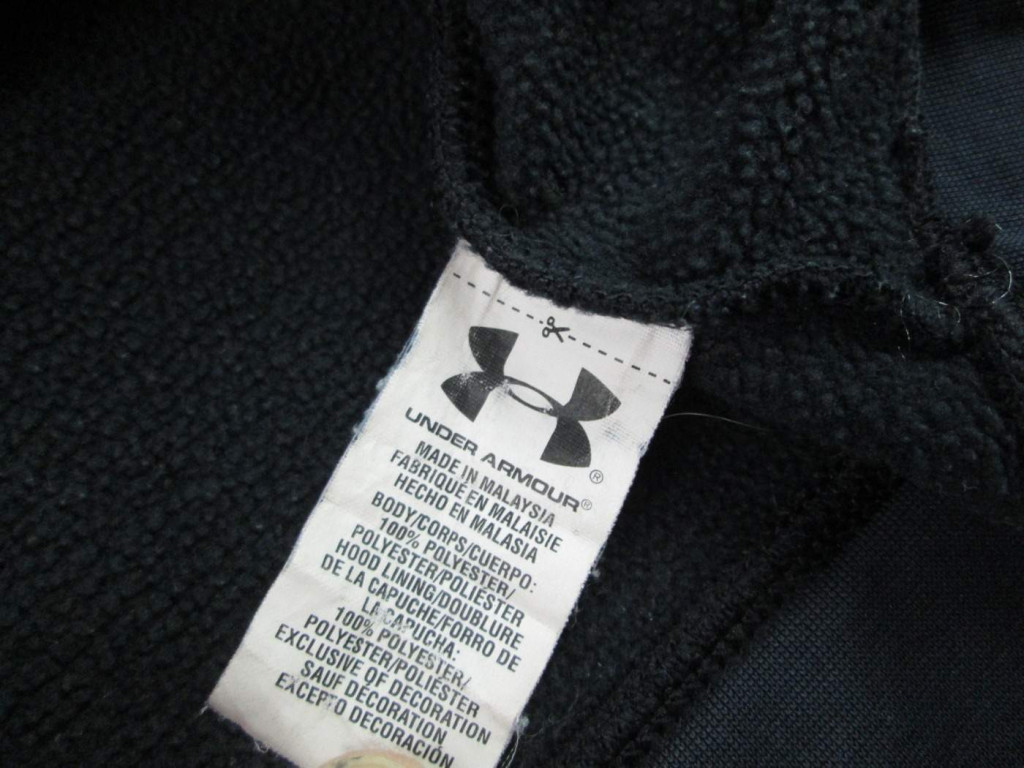 UNDER ARMOUR®
®
MADE IN MALAYSIA
FABRIQUÉ EN MALAISIE
HECHO EN MALASIA
BODY/CORPS/CUERPO:
100% POLYESTER/
POLYESTER/POLIÉSTER
HOOD LINING/DOUBLURE
DE LA CAPUCHE/FORRO DE
LA CAPUCHA:
100% POLYESTER/
POLYESTER/POLIÉSTER
EXCLUSIVE OF DECORATION
SAUF DÉCORATION
EXCEPTO DECORACIÓN